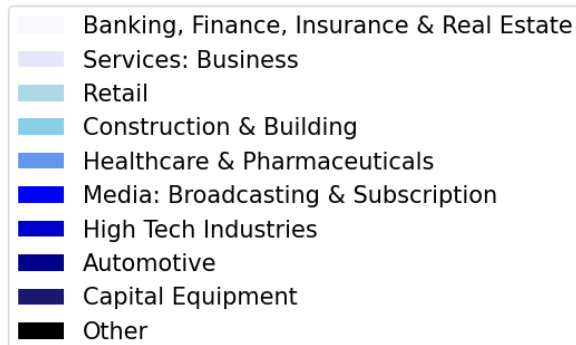 Banking, Finance, Insurance & Real Estate
Services: Business
Retail
Construction & Building
Healthcare & Pharmaceuticals
Media: Broadcasting & Subscription
High Tech Industries
Automotive
Capital Equipment
Other